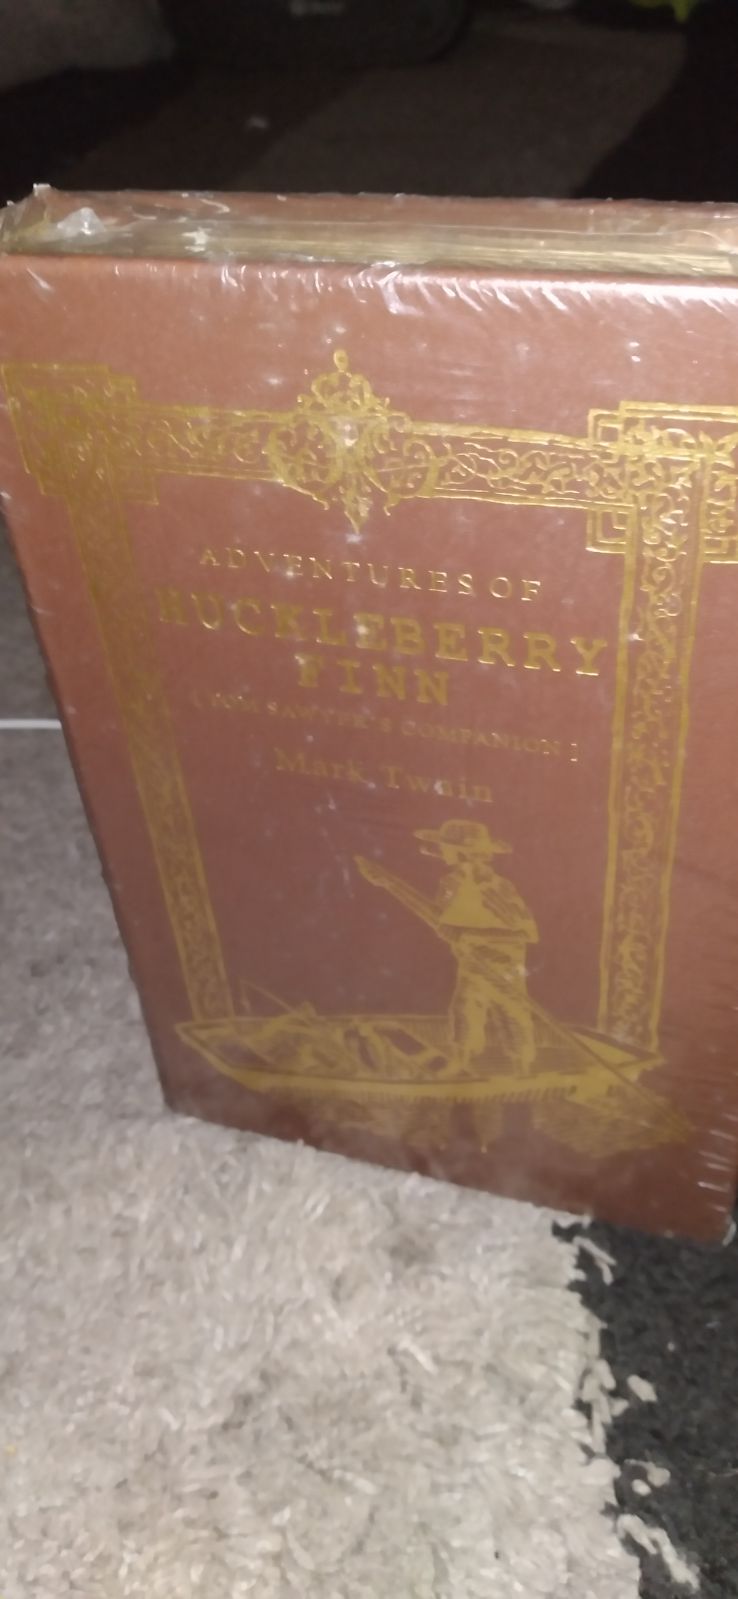 ADVENTURES OF
HUCKLEBERRY
FINN
[TOM SAWYER'S COMPANION]
Mark Twain